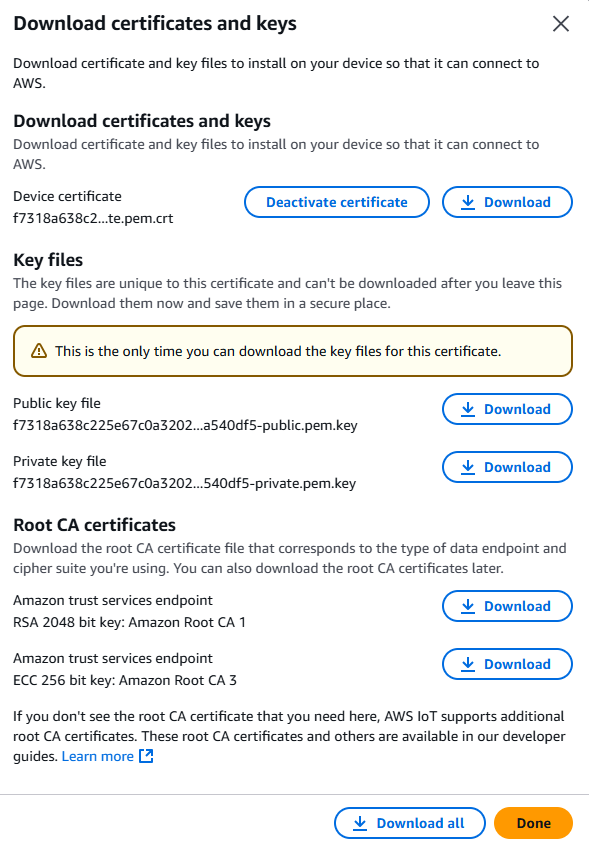 Download certificates and keys
Download certificate and key files to install on your device so that it can connect to
AWS.
Download certificates and keys
Download certificate and key files to install on your device so that it can connect to
AWS.
Device certificate
f7318a638c2...te.pem.crt
Deactivate certificate
Download
Key files
The key files are unique to this certificate and can't be downloaded after you leave this
page. Download them now and save them in a secure place.
This is the only time you can download the key files for this certificate.
Public key file
f7318a638c225e67c0a3202...a540df5-public.pem.key
Download
Private key file
f7318a638c225e67c0a3202...540df5-private.pem.key
Download
Root CA certificates
Download the root CA certificate file that corresponds to the type of data endpoint and
cipher suite you're using. You can also download the root CA certificates later.
Amazon trust services endpoint
RSA 2048 bit key: Amazon Root CA 1
Download
Amazon trust services endpoint
ECC 256 bit key: Amazon Root CA 3
Download
If you don't see the root CA certificate that you need here, AWS IoT supports additional
root CA certificates. These root CA certificates and others are available in our developer
guides. Learn more
Download all
Done